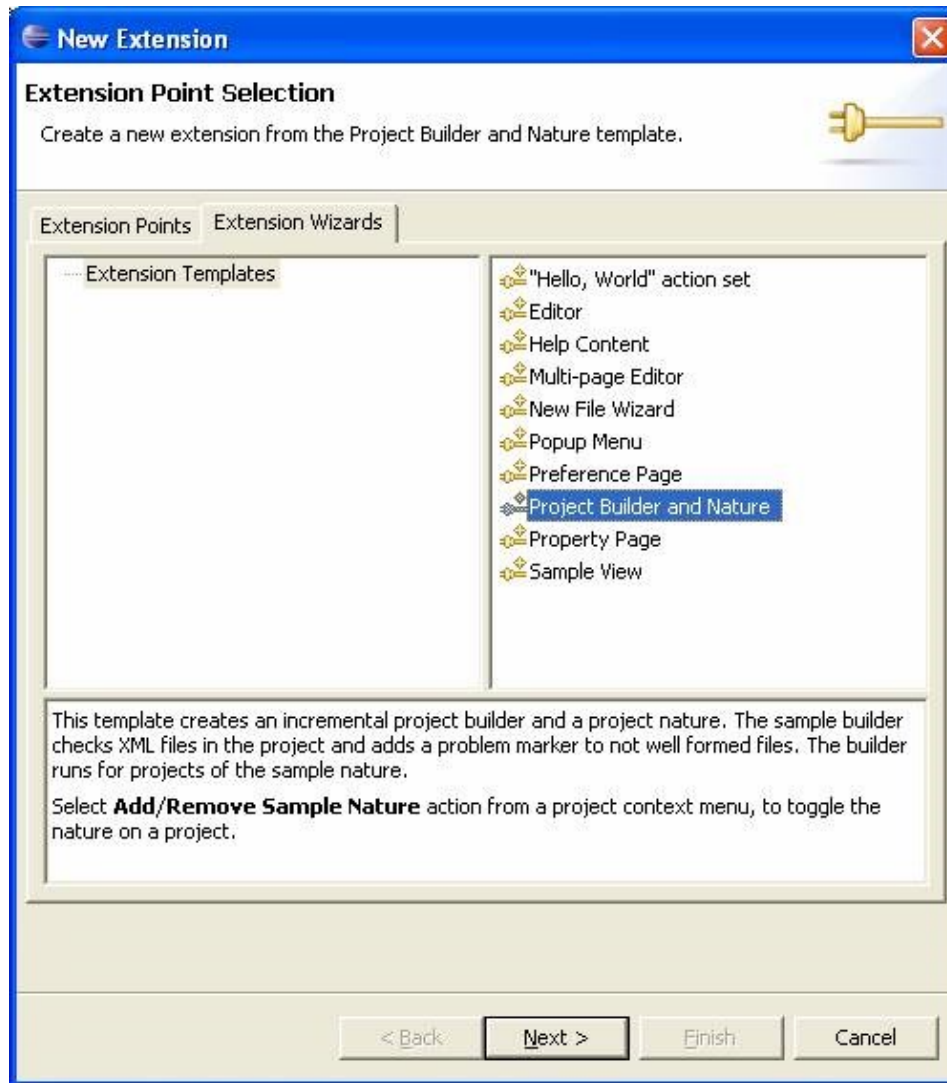 New Extension
Extension Point Selection
Create a new extension from the Project Builder and Nature template.
Extension Points
Extension Wizards
Extension Templates
"Hello, World" action set
Editor
Help Content
Multi-page Editor
New File Wizard
Popup Menu
Preference Page
Project Builder and Nature
Property Page
Sample View
This template creates an incremental project builder and a project nature. The sample builder
checks XML files in the project and adds a problem marker to not well formed files. The builder
runs for projects of the sample nature.
Select Add/Remove Sample Nature action from a project context menu, to toggle the
nature on a project.
< Back
Next >
Finish
Cancel